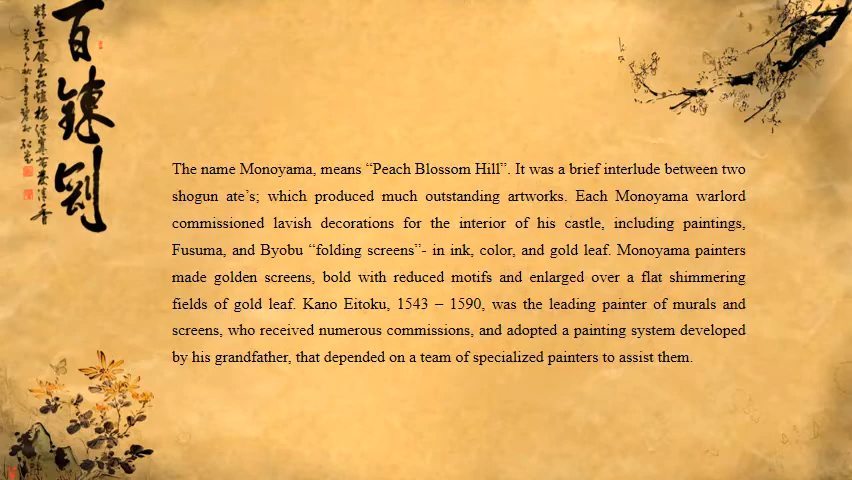 百錬剛
The name Monoyama, means “Peach Blossom Hill”. It was a brief interlude between two
shogun ate’s; which produced much outstanding artworks. Each Monoyama warlord
commissioned lavish decorations for the interior of his castle, including paintings,
Fusuma, and Byobu “folding screens”- in ink, color, and gold leaf. Monoyama painters
made golden screens, bold with reduced motifs and enlarged over a flat shimmering
fields of gold leaf. Kano Eitoku, 1543 – 1590, was the leading painter of murals and
screens, who received numerous commissions, and adopted a painting system developed
by his grandfather, that depended on a team of specialized painters to assist them.